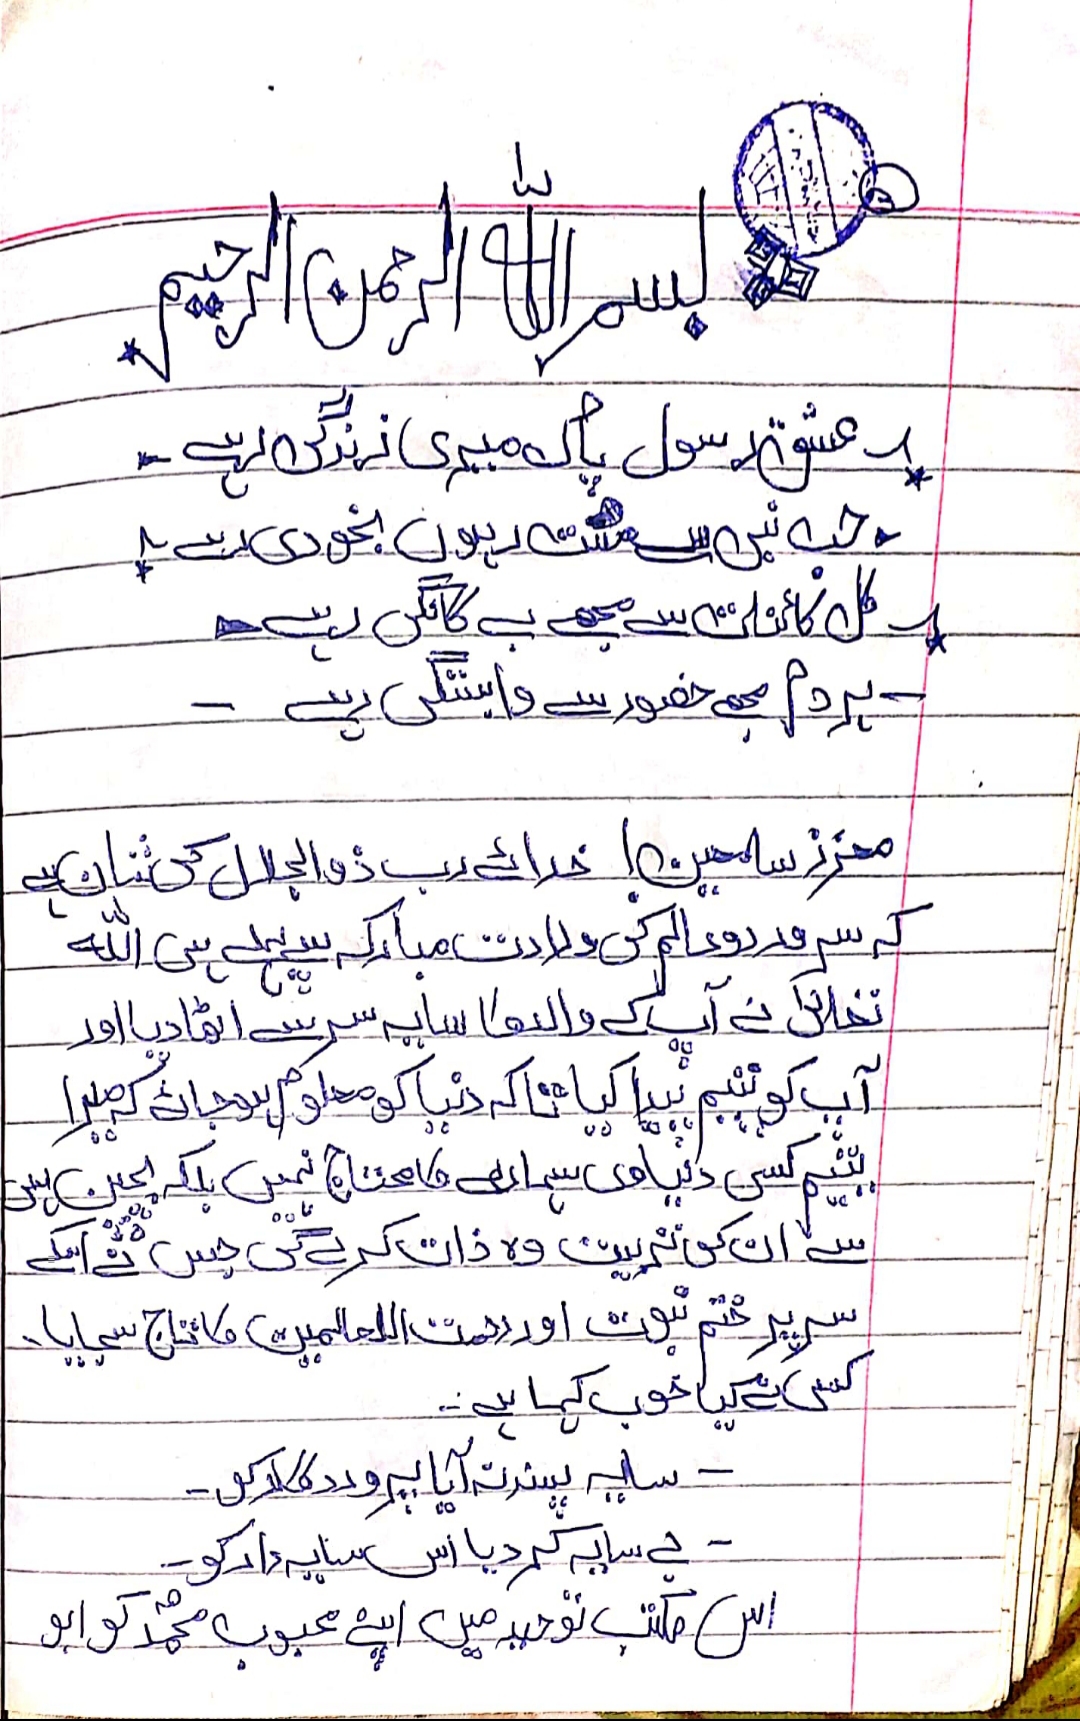 بسم اللہ الرحمن الرحیم
عشق رسول پاک میری زندگی رہے
حب نبی سے مست رہوں بخودی رہے
کل کائنات سے مجھے بے گانگی رہے
ہر دم مجھے حضور سے وابستگی رہے
معزز سامعین! خدائے رب ذوالجلال کی شان ہے
کہ سرور دو عالم کی ولادت مبارکہ سے پہلے ہی اللہ
تعالیٰ نے آپ کے والد کا سایہ سر سے اٹھا دیا اور
آپ کو یتیم پیدا کیا تاکہ دنیا کو معلوم ہو جائے کہ میرا
یتیم کسی دنیاوی سہارے کا محتاج نہیں بلکہ بچپن ہی
سے ان کی تربیت وہ ذات کرے گی جس نے آپکے
سر پر ختم نبوت اور رحمت اللعالمین کا تاج سجایا۔
کسی نے کیا خوب کہا ہے :-
- سایہ پسند نہ آیا پروردگار کو -
- بے سایہ کر دیا اس سایہ دار کو -
اس مکتب توحید میں اپنے محبوب محمدؐ کو ابو